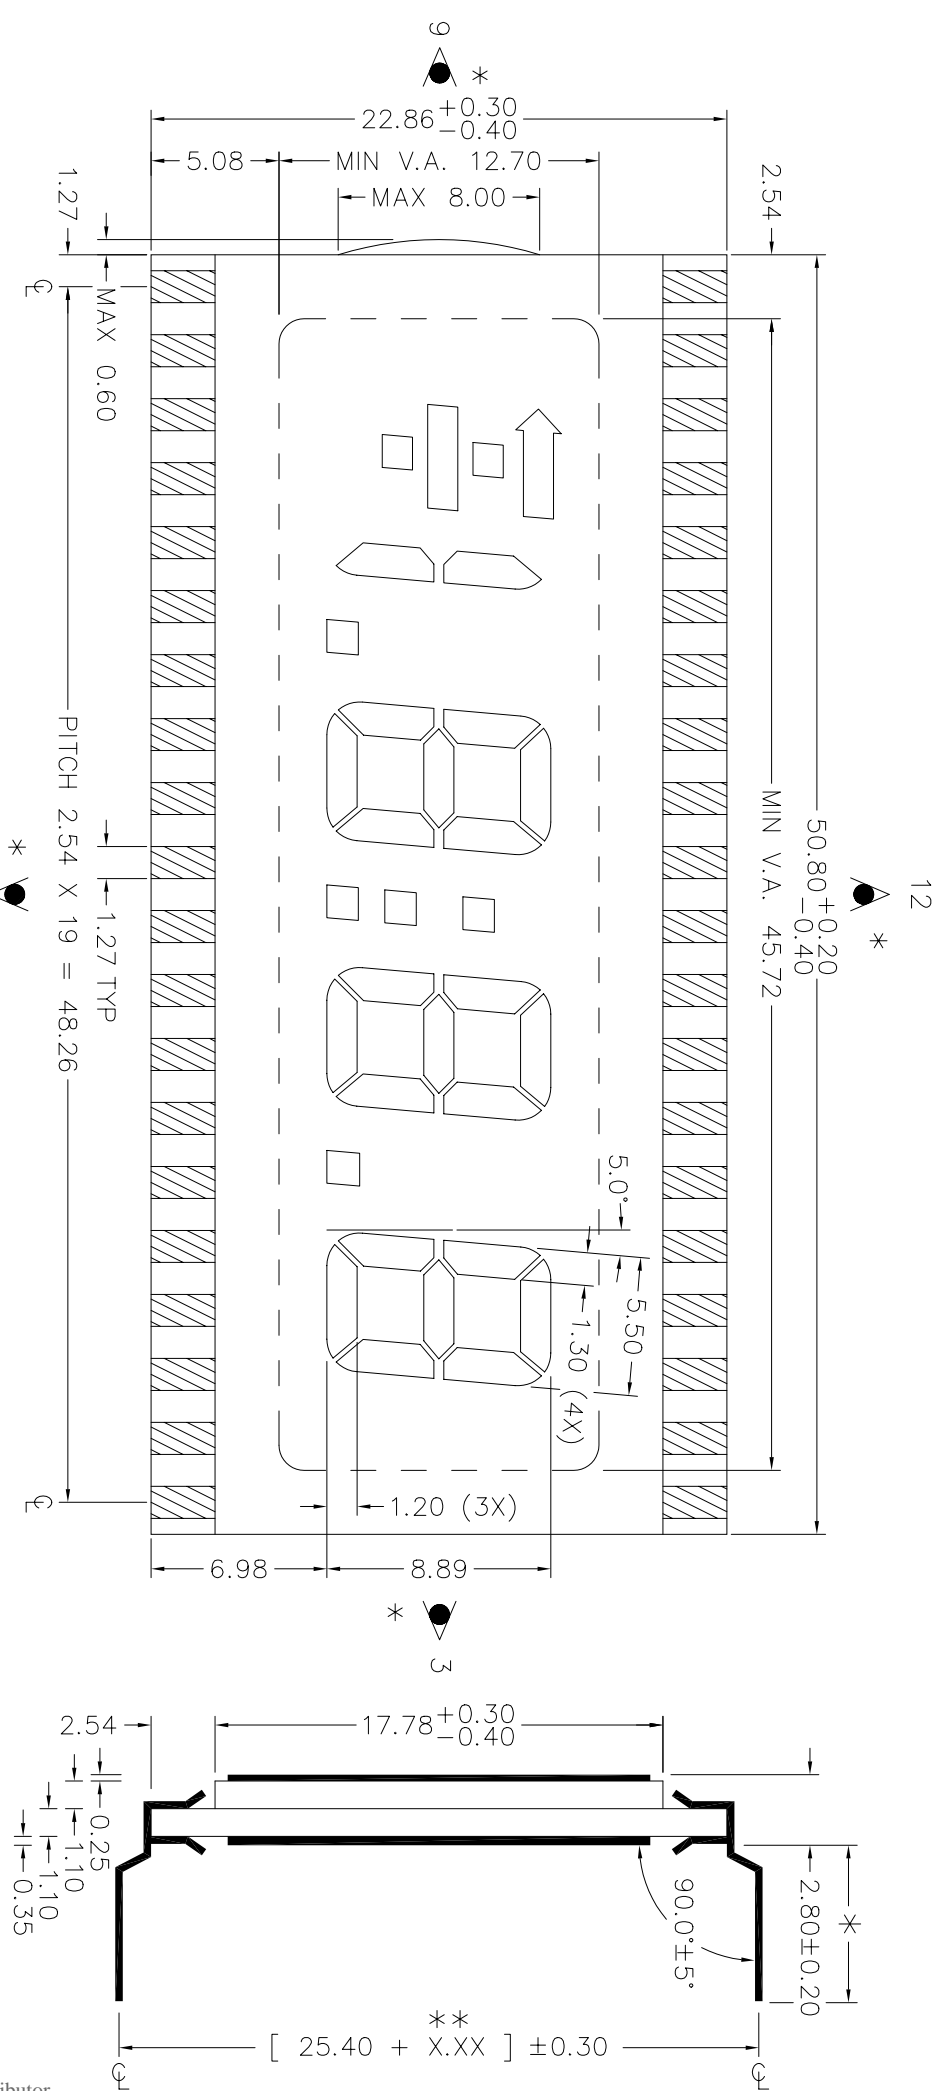 9
*
22.86 +0.30 -0.40
5.08
MIN V.A. 12.70
MAX 8.00
1.27
2.54
MAX 0.60
PITCH 2.54 X 19 = 48.26
1.27 TYP
*
12
*
50.80 +0.20 -0.40
MIN V.A. 45.72
5.0°
5.50
1.30 (4X)
1.20 (3X)
6.98
8.89
*
3
2.54
17.78 +0.30 -0.40
0.25
1.10
1.10
0.35
90.0°±5°
2.80±0.20
*
**
[ 25.40 + X.XX ] ±0.30
ibutor